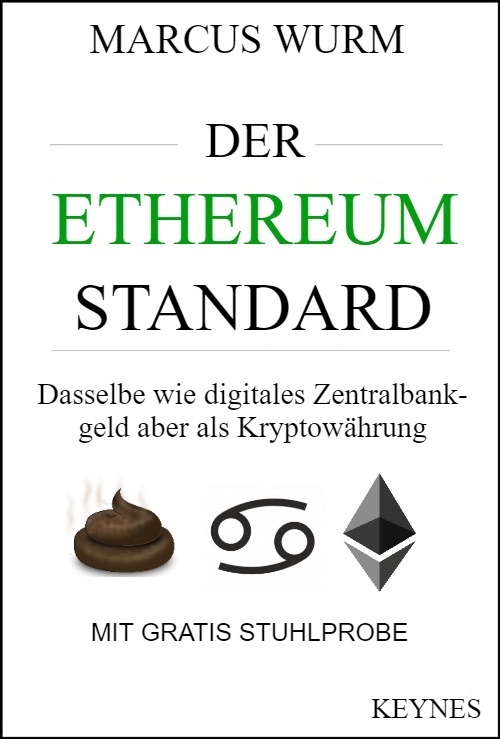 MARCUS WURM
DER
ETHEREUM
STANDARD
Dasselbe wie digitales Zentralbank-
geld aber als Kryptowährung
MIT GRATIS STUHLPROBE
KEYNES